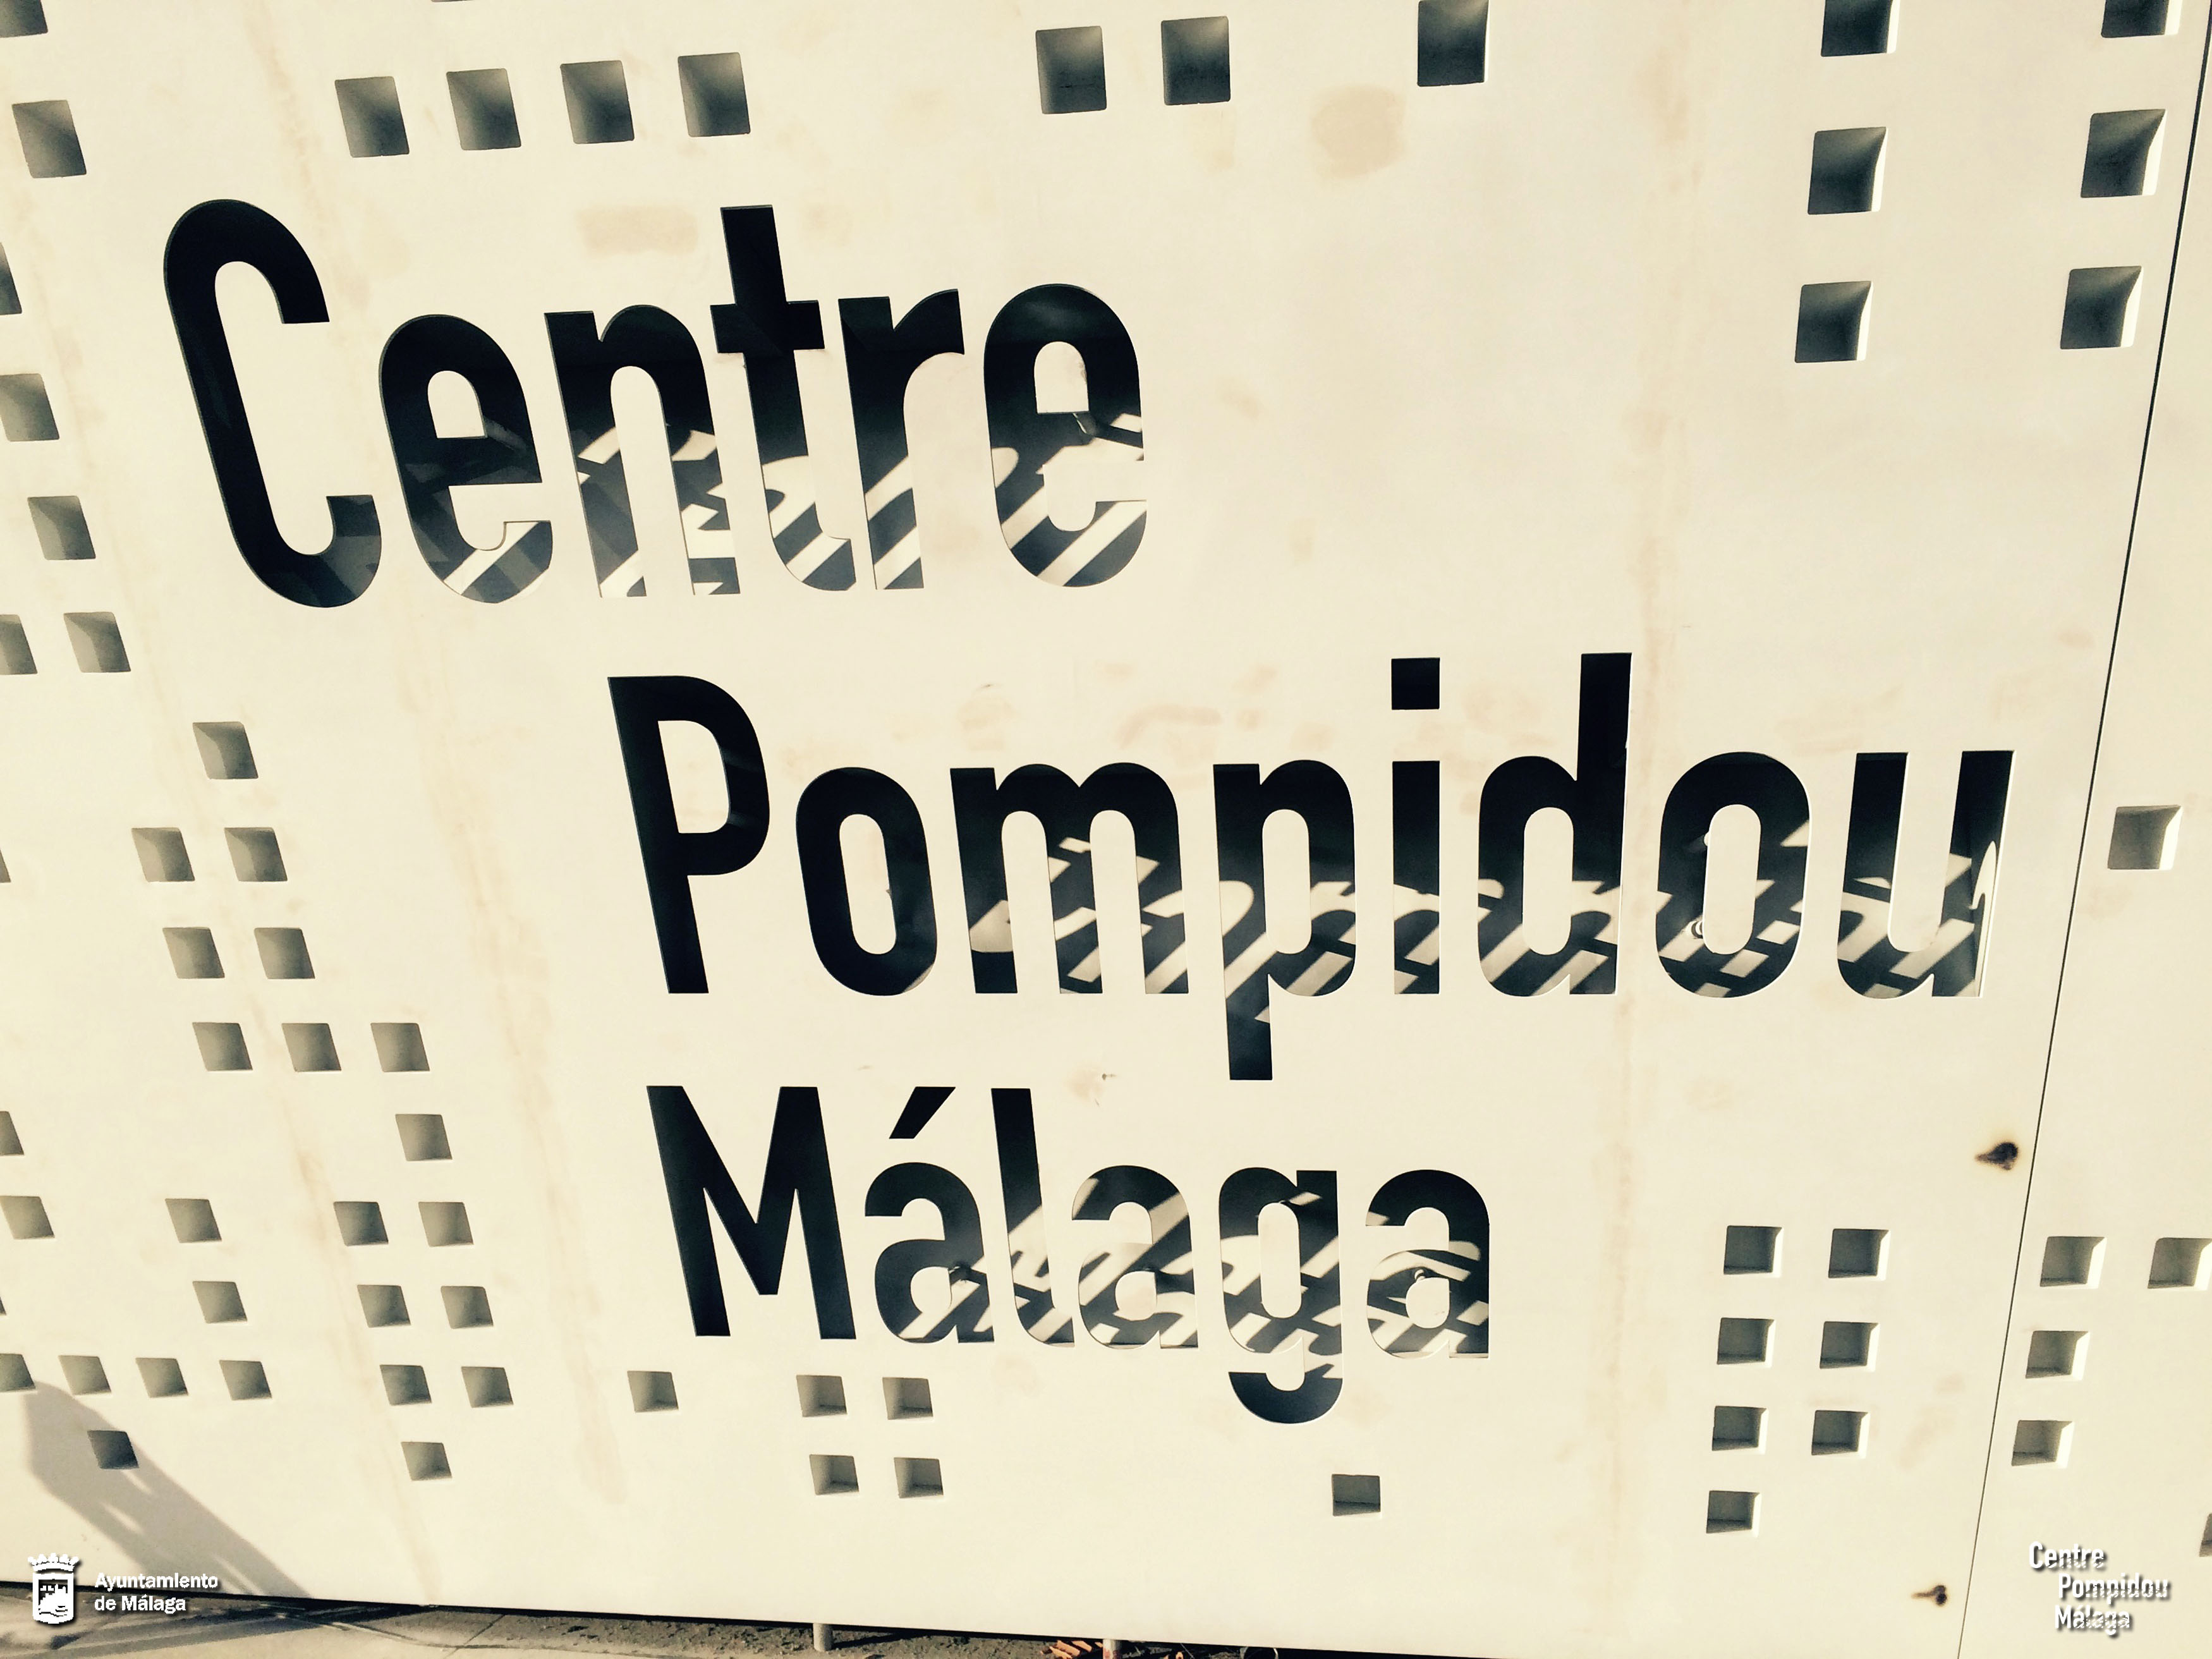 Centre
Pompidou
Málaga
Ayuntamiento
de Málaga
Centre
Pompidou
Málaga